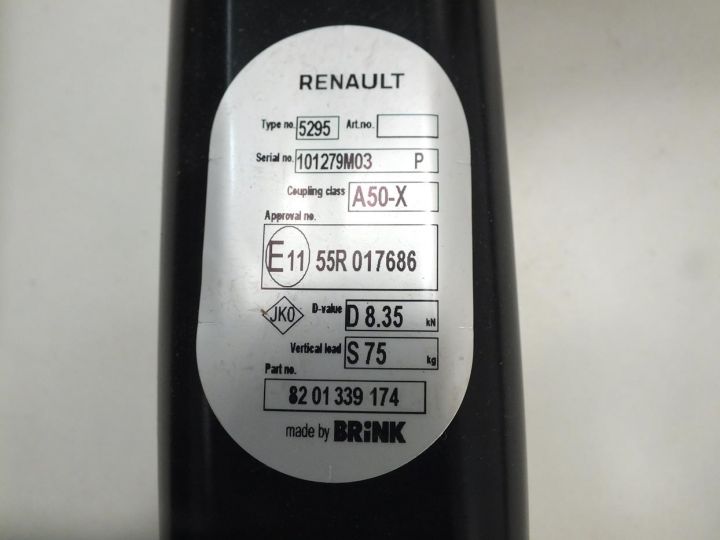 RENAULT
Type no. 5295 Art.no.
Serial no. 101279M03 P
Coupling class A50-X
Approval no.
E11 55R 017686
JKO D-value D 8.35 kN
Vertical load S 75 kg
Part no.
82 01 339 174
made by BRiNK